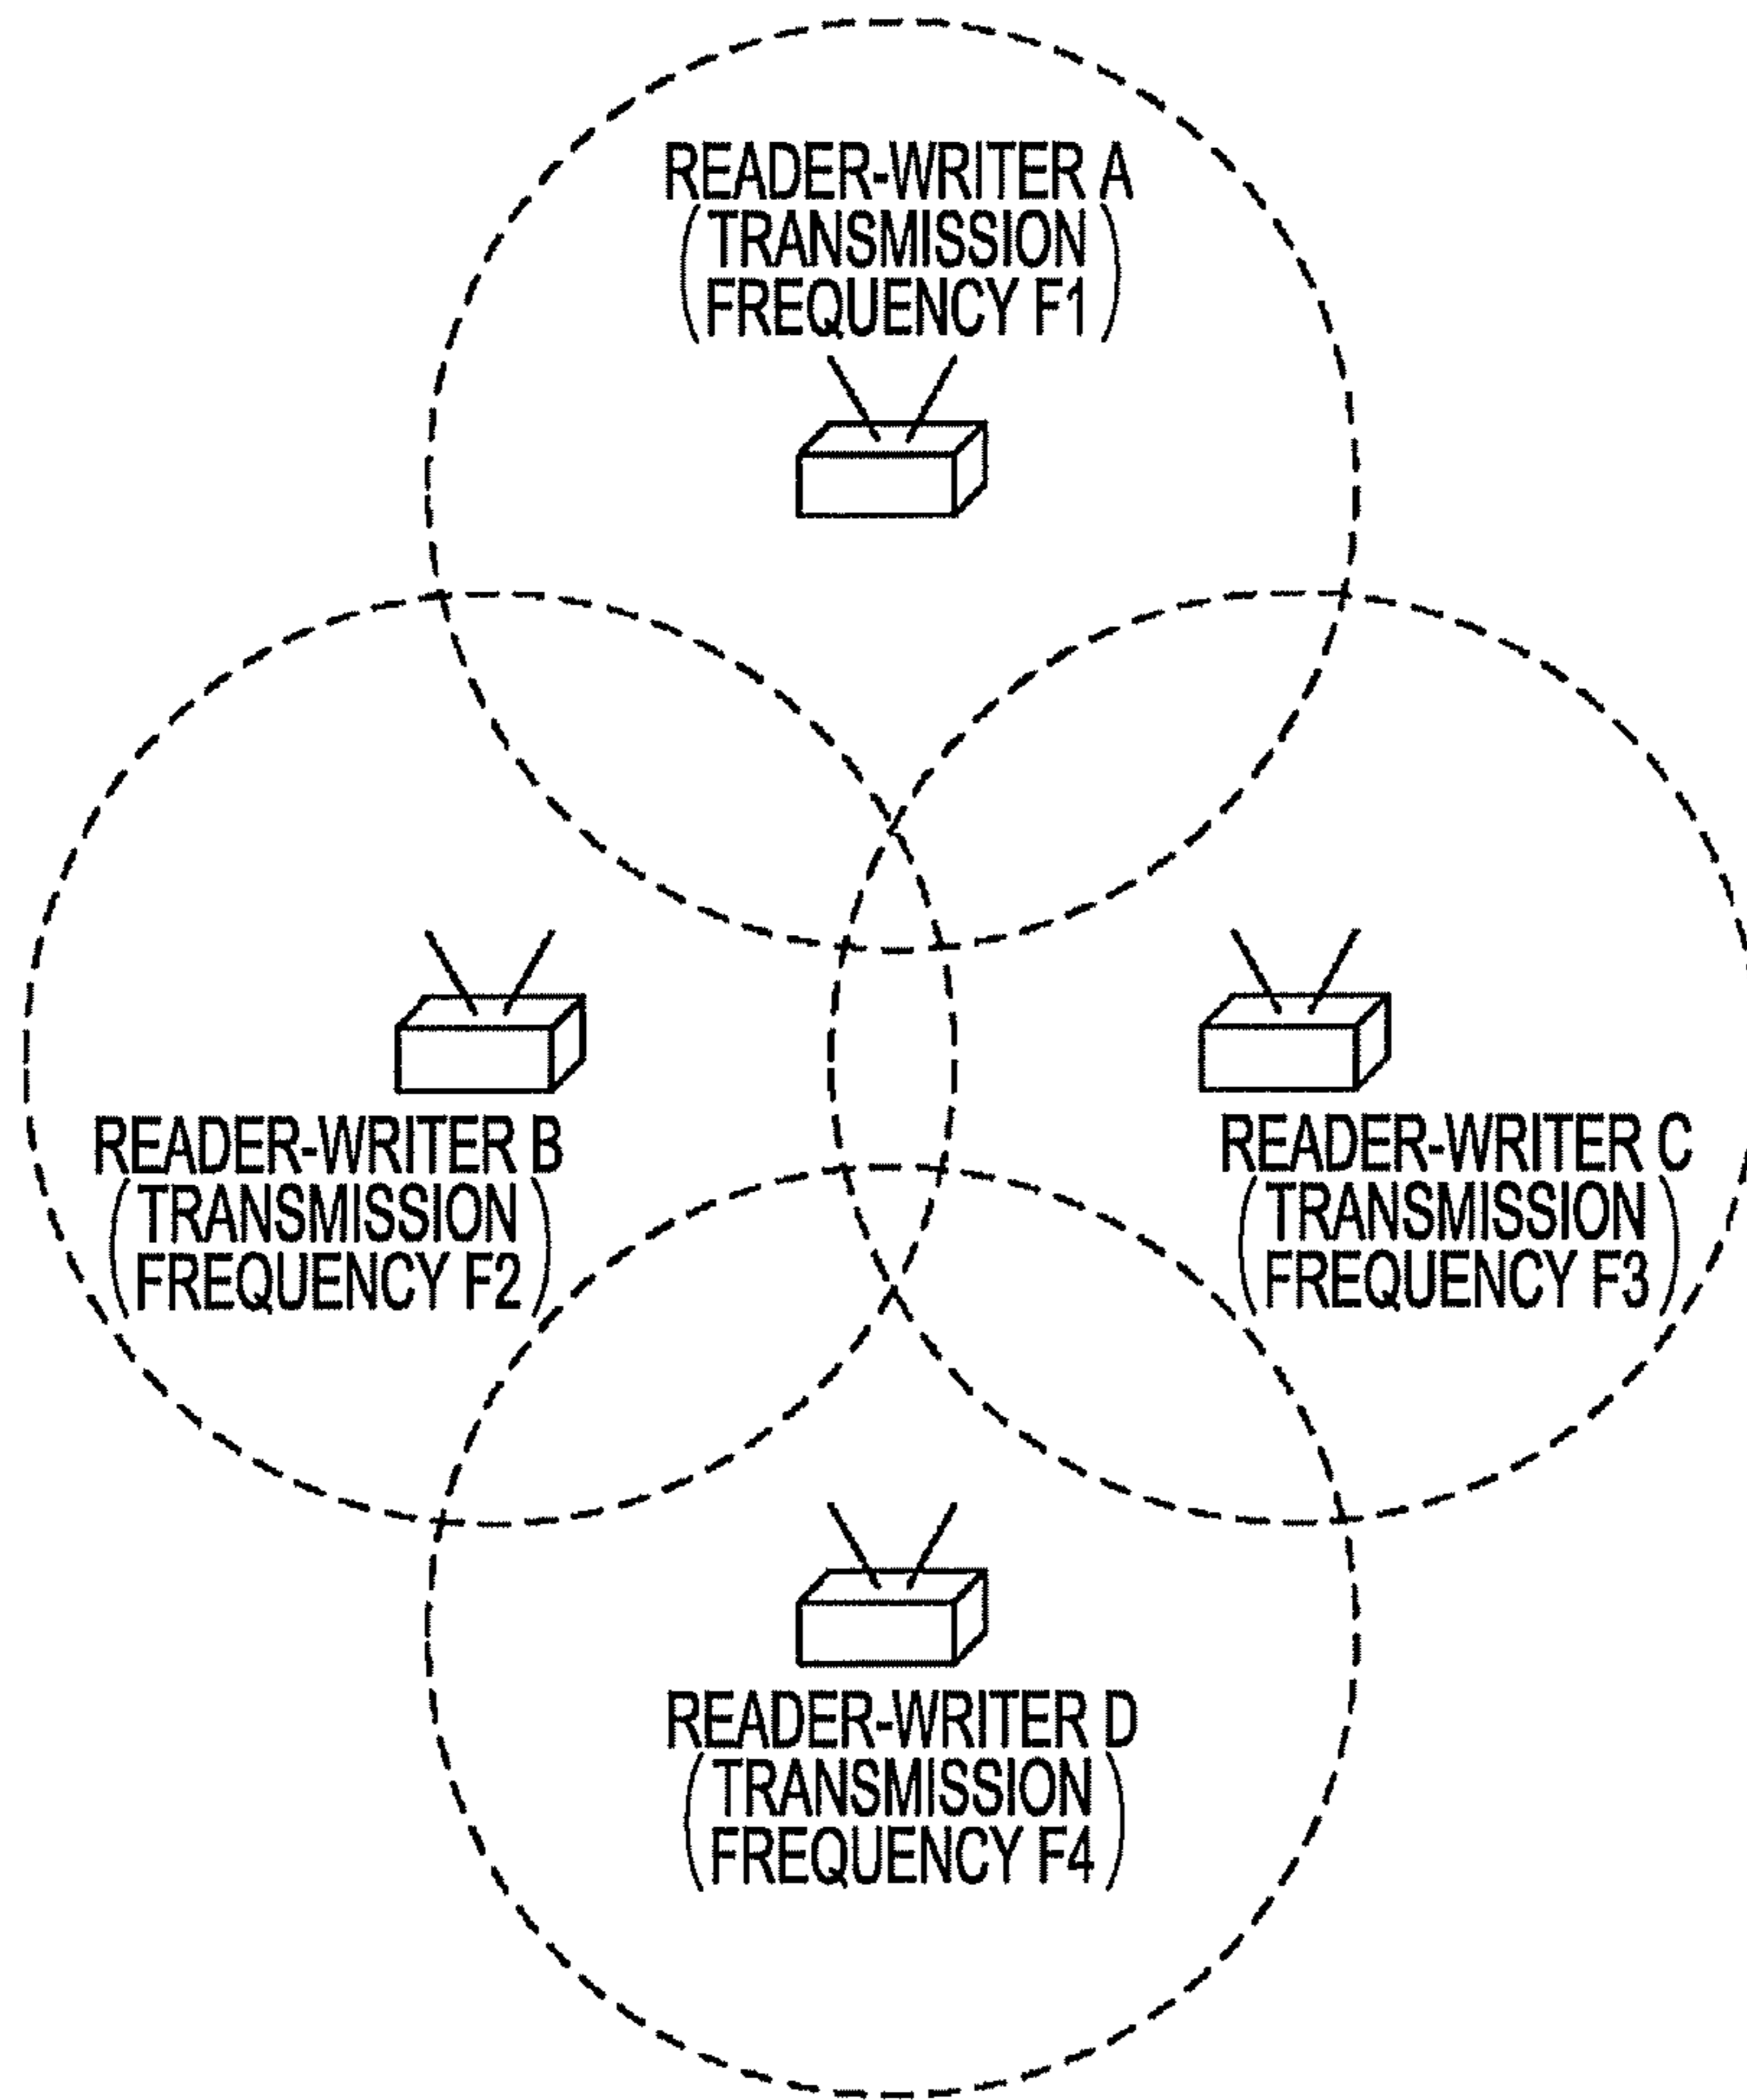 READER-WRITER A
(TRANSMISSION
FREQUENCY F1)
READER-WRITER B
(TRANSMISSION
FREQUENCY F2)
READER-WRITER C
(TRANSMISSION
FREQUENCY F3)
READER-WRITER D
(TRANSMISSION
FREQUENCY F4)